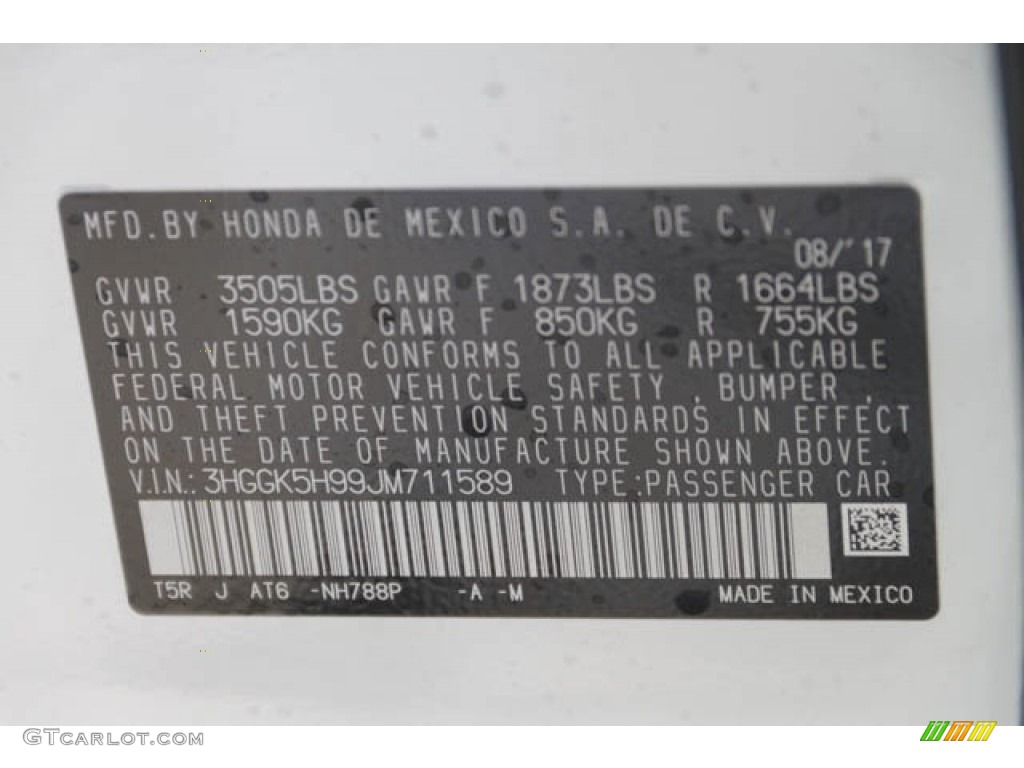 MFD. BY HONDA DE MEXICO S.A. DE C.V.
08/'17
GVWR 3505LBS GAWR F 1873LBS R 1664LBS
GVWR 1590KG GAWR F 850KG R 755KG
THIS VEHICLE CONFORMS TO ALL APPLICABLE
FEDERAL MOTOR VEHICLE SAFETY , BUMPER ,
AND THEFT PREVENTION STANDARDS IN EFFECT
ON THE DATE OF MANUFACTURE SHOWN ABOVE.
V.I.N.: 3HGGK5H99JM711589 TYPE:PASSENGER CAR
T5R J AT6 -NH788P -A -M MADE IN MEXICO
GTcarlot.com